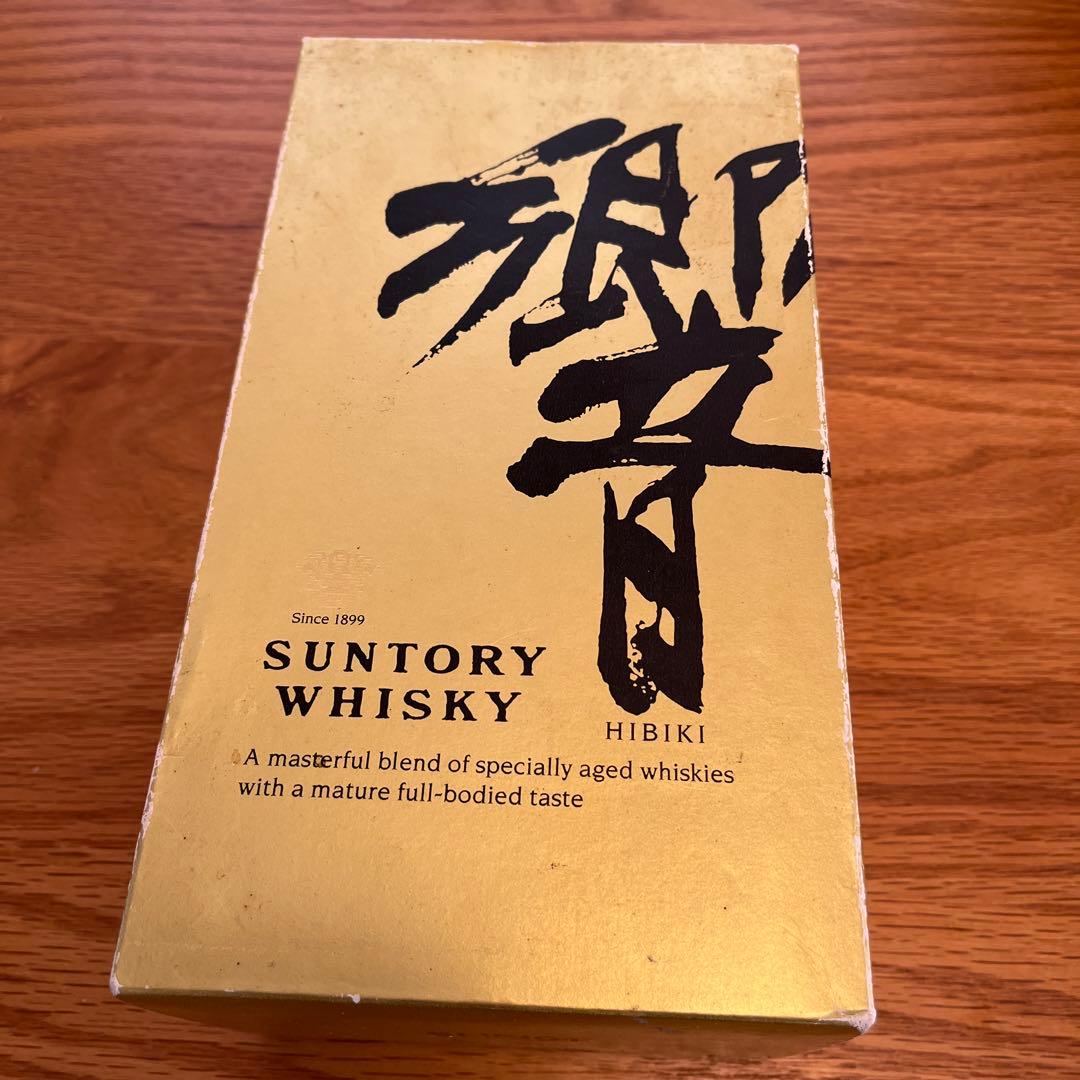 響
Since 1899
SUNTORY
WHISKY
HIBIKI
A masterful blend of specially aged whiskies
with a mature full-bodied taste